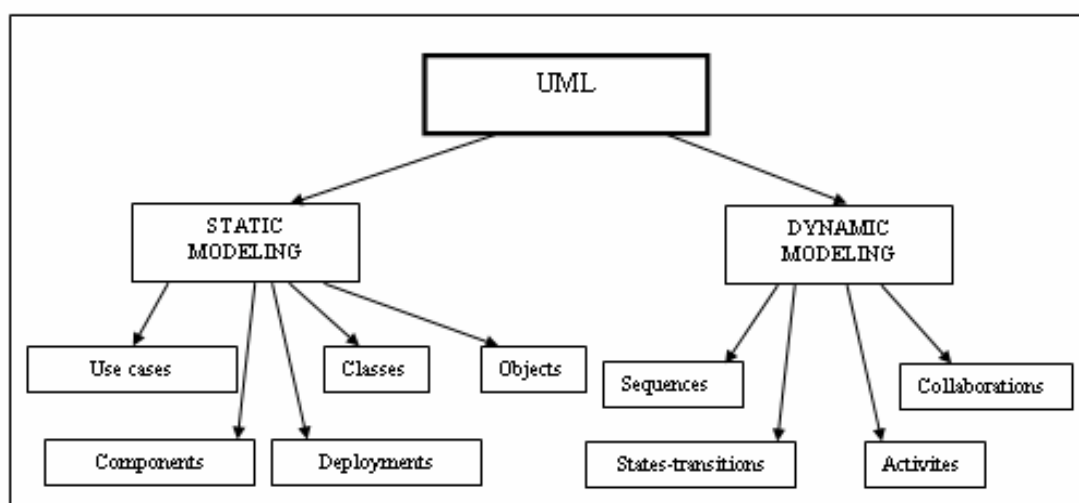 UML
STATIC
MODELING
DYNAMIC
MODELING
Use cases
Classes
Objects
Sequences
Collaborations
Components
Deployments
States-transitions
Activites